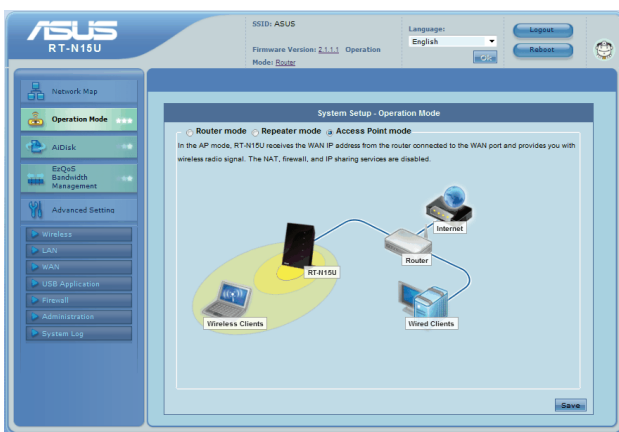 ASUS
RT-N15U
SSID: ASUS
Firmware Version: 2.1.1.1 Operation
Mode: Router
Language:
English
Ok
Logout
Reboot
Network Map
Operation Mode
AiDisk
EzQoS
Bandwidth
Management
Advanced Setting
Wireless
LAN
WAN
USB Application
Firewall
Administration
System Log
System Setup - Operation Mode
Router mode Repeater mode Access Point mode
In the AP mode, RT-N15U receives the WAN IP address from the router connected to the WAN port and provides you with
wireless radio signal. The NAT, firewall, and IP sharing services are disabled.
Internet
Router
RT-N15U
Wireless Clients
Wired Clients
Save